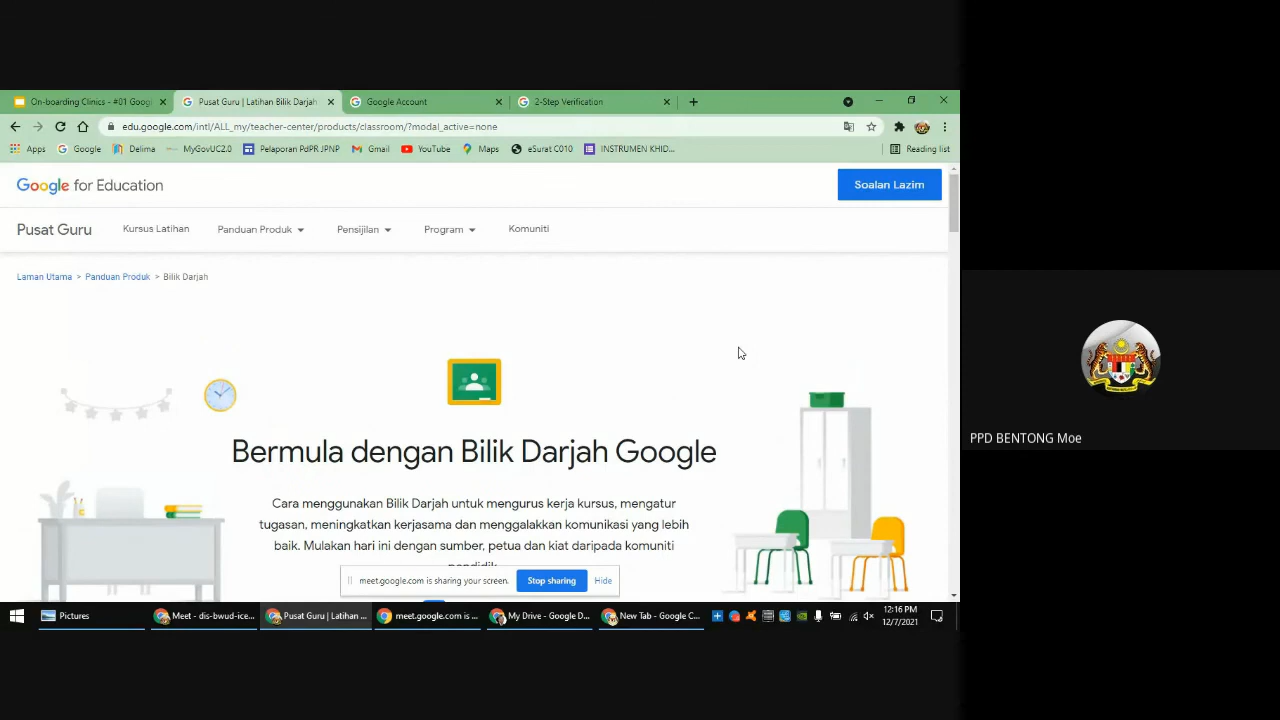 On-boarding Clinics - #01 Googl
Pusat Guru | Latihan Bilik Darjah
Google Account
2-Step Verification
edu.google.com/intl/ALL_my/teacher-center/products/classroom/?modal_active=none
Apps
Google
Delima
MyGovUC2.0
Pelaporan PdPR JPNP
Gmail
YouTube
Maps
eSurat C010
INSTRUMEN KHID...
Reading list
Google for Education
Soalan Lazim
Pusat Guru
Kursus Latihan
Panduan Produk
Pensijilan
Program
Komuniti
Laman Utama > Panduan Produk > Bilik Darjah
Bermula dengan Bilik Darjah Google
Cara menggunakan Bilik Darjah untuk mengurus kerja kursus, mengatur
tugasan, meningkatkan kerjasama dan menggalakkan komunikasi yang lebih
baik. Mulakan hari ini dengan sumber, petua dan kiat daripada komuniti
meet.google.com is sharing your screen.
Stop sharing
Hide
PPD BENTONG Moe
Pictures
Meet - dis-bwud-ice...
Pusat Guru | Latihan ...
meet.google.com is ...
My Drive - Google D...
New Tab - Google C...
12:16 PM
12/7/2021